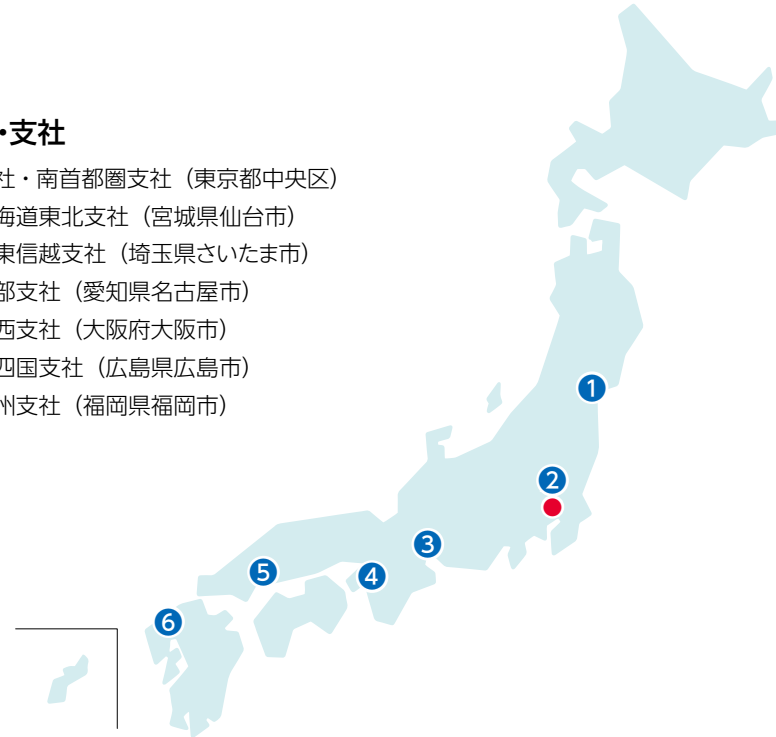 ・支社
社・南首都圏支社（東京都中央区）
海道東北支社（宮城県仙台市）
東信越支社（埼玉県さいたま市）
部支社（愛知県名古屋市）
西支社（大阪府大阪市）
四国支社（広島県広島市）
州支社（福岡県福岡市）
1
2
3
4
5
6